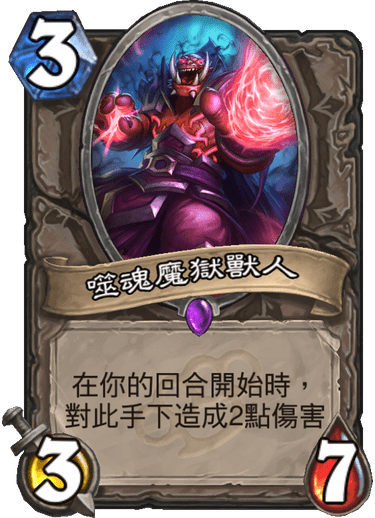 3
噬魂魔獄獸人
在你的回合開始時，
對此手下造成2點傷害
3
7